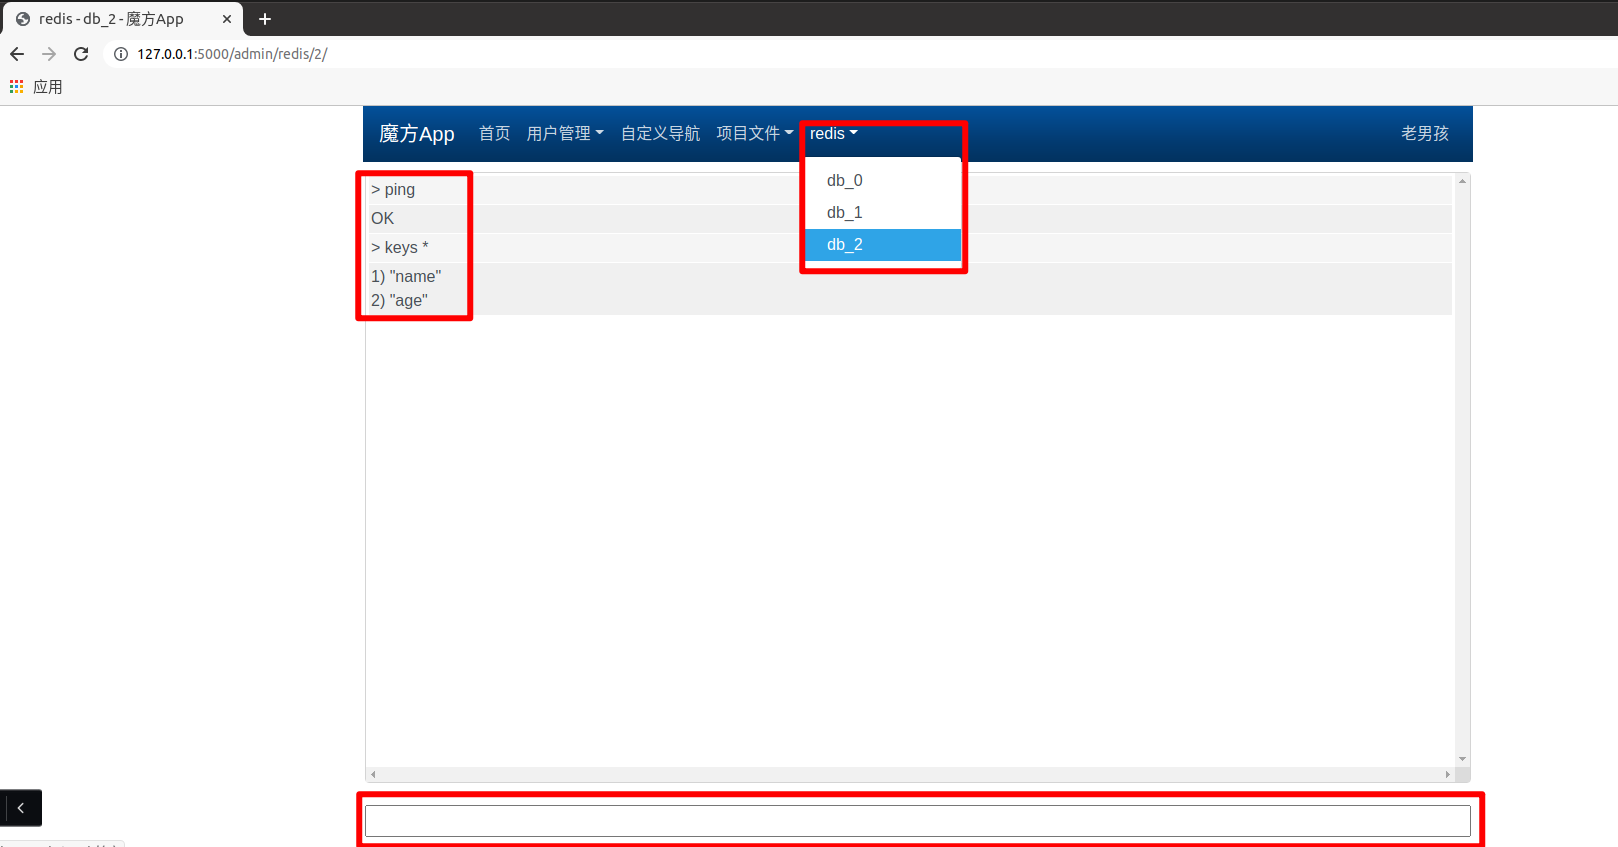 redis - db_2 - 魔方App
127.0.0.1:5000/admin/redis/2/
应用
魔方App 首页 用户管理 自定义导航 项目文件 redis 老男孩
db_0
db_1
db_2
> ping
OK
> keys *
1) "name"
2) "age"